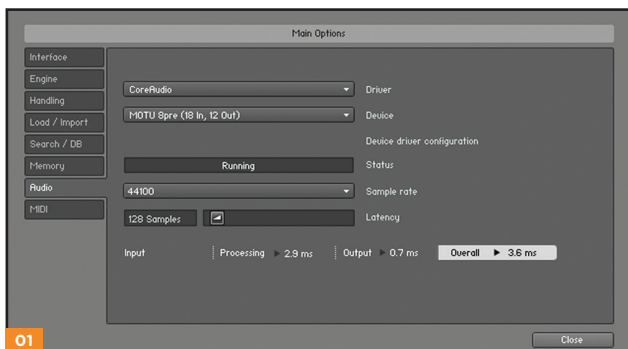 Main Options
Interface
Engine
Handling
Load / Import
Search / DB
Memory
Audio
MIDI
CoreAudio Driver
MOTU 8pre (18 In, 12 Out) Device
Device driver configuration
Running Status
44100 Sample rate
128 Samples Latency
Input Processing ▶ 2.9 ms Output ▶ 0.7 ms Overall ▶ 3.6 ms
01 Close